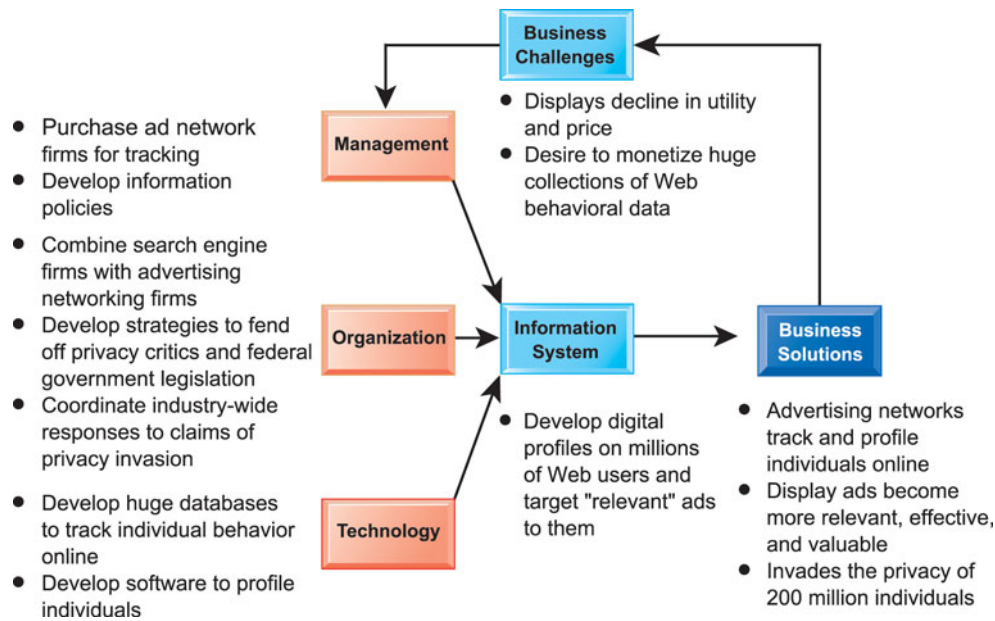 Business
Challenges
● Displays decline in utility
and price
● Desire to monetize huge
collections of Web
behavioral data
● Purchase ad network
firms for tracking
● Develop information
policies
Management
● Combine search engine
firms with advertising
networking firms
● Develop strategies to fend
off privacy critics and federal
government legislation
● Coordinate industry-wide
responses to claims of
privacy invasion
Organization
● Develop huge databases
to track individual behavior
online
● Develop software to profile
individuals
Technology
Information
System
● Develop digital
profiles on millions
of Web users and
target "relevant" ads
to them
Business
Solutions
● Advertising networks
track and profile
individuals online
● Display ads become
more relevant, effective,
and valuable
● Invades the privacy of
200 million individuals